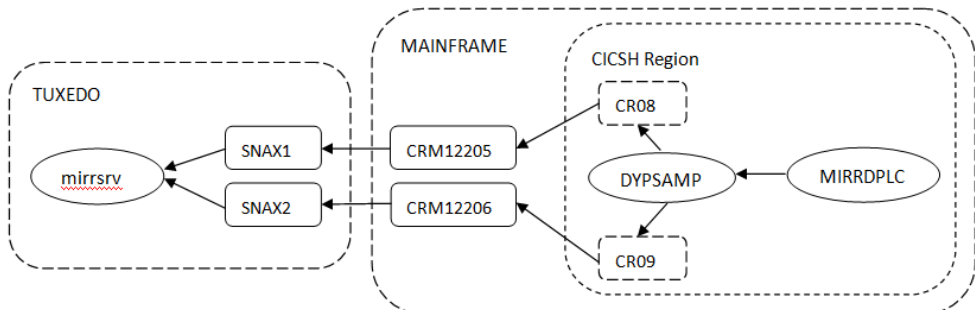 MAINFRAME
CICSH Region
TUXEDO
CR08
SNAX1
CRM12205
mirrsrv
DYPSAMP
MIRRDPLC
SNAX2
CRM12206
CR09